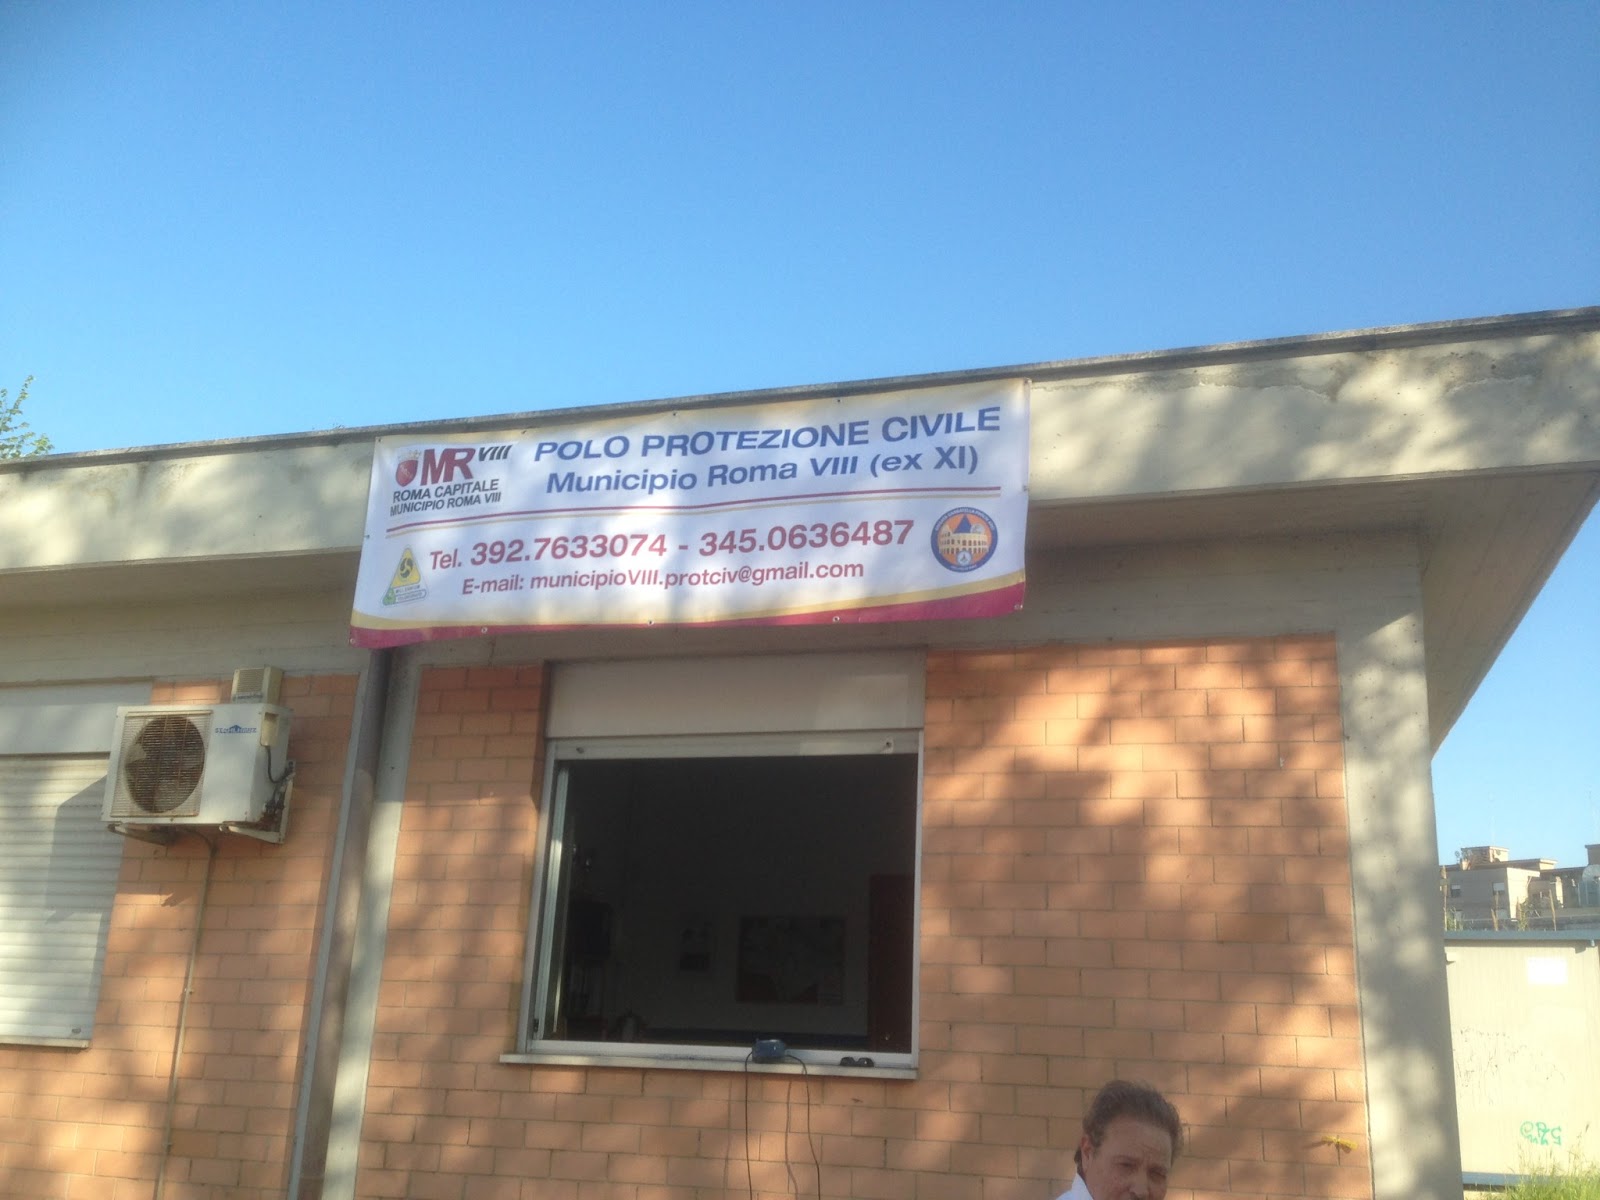 MR VIII
ROMA CAPITALE
MUNICIPIO ROMA VIII
POLO PROTEZIONE CIVILE
Municipio Roma VIII (ex XI)
Tel. 392.7633074 - 345.0636487
E-mail: municipioVIII.protciv@gmail.com